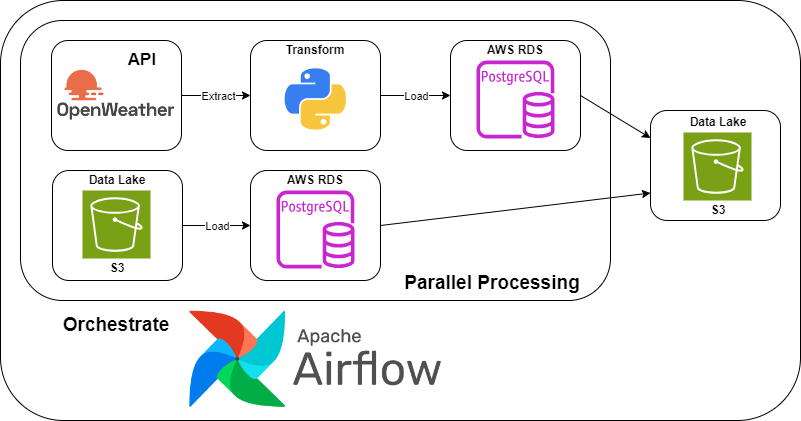 API
OpenWeather
Extract
Transform
Load
AWS RDS
PostgreSQL
Data Lake
S3
Data Lake
S3
Load
AWS RDS
PostgreSQL
Parallel Processing
Orchestrate
Apache
Airflow